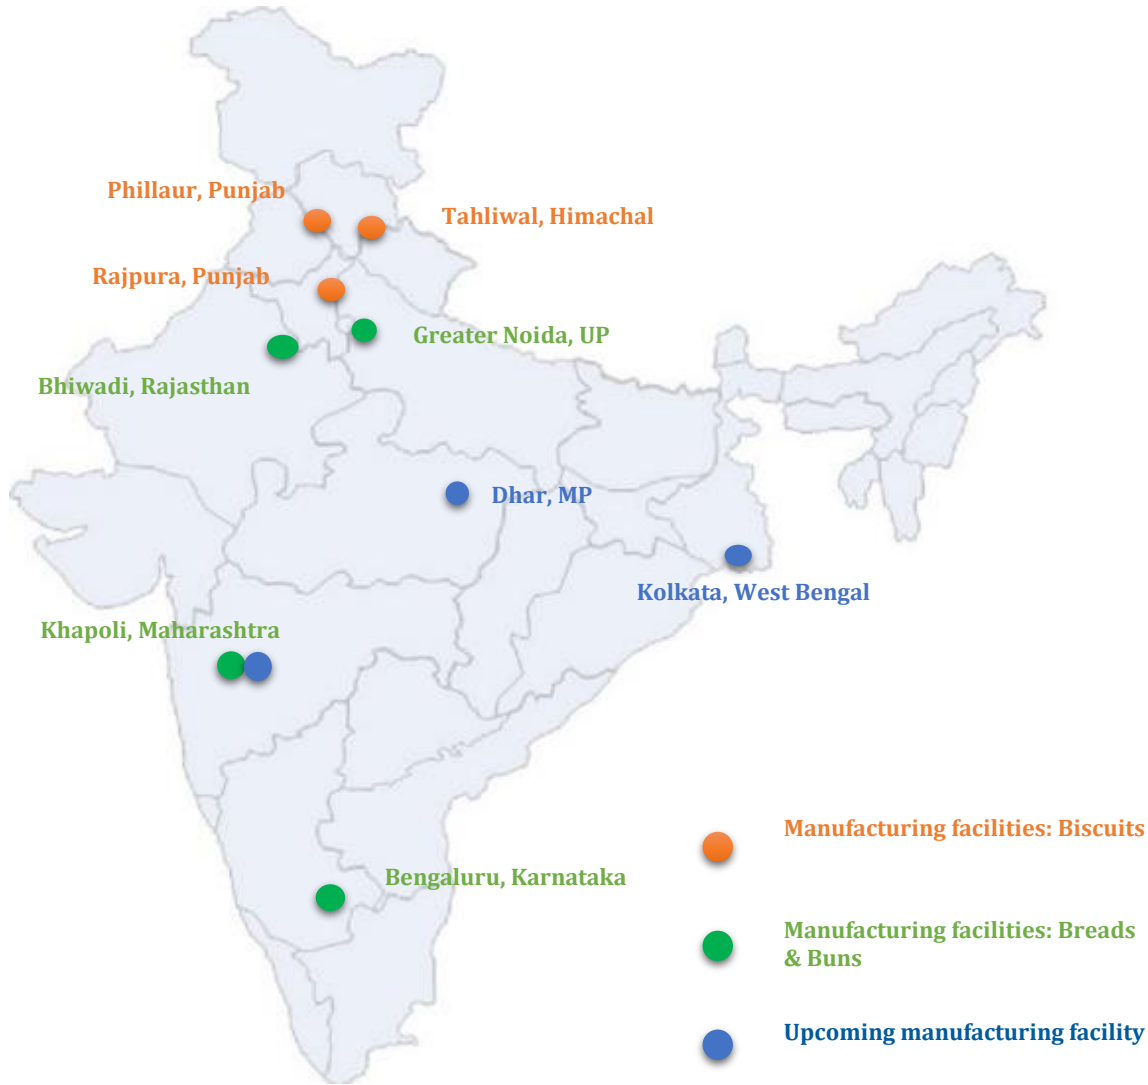 Phillaur, Punjab
Tahliwal, Himachal
Rajpura, Punjab
Greater Noida, UP
Bhiwadi, Rajasthan
Dhar, MP
Kolkata, West Bengal
Khapoli, Maharashtra
Bengaluru, Karnataka
Manufacturing facilities: Biscuits
Manufacturing facilities: Breads
& Buns
Upcoming manufacturing facility